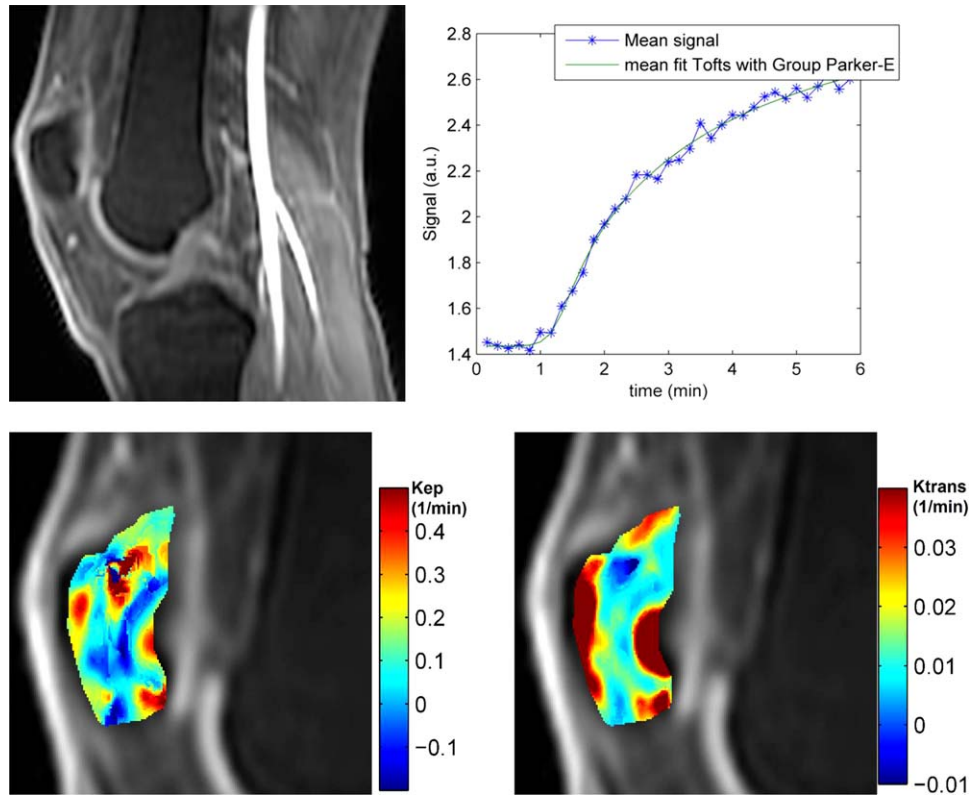 2.8
2.6
2.4
2.2
2
1.8
1.6
1.4
Signal (a.u.)
Mean signal
mean fit Tofts with Group Parker-E
0 1 2 3 4 5 6
time (min)
Kep
(1/min)
0.4
0.3
0.2
0.1
0
−0.1
Ktrans
(1/min)
0.03
0.02
0.01
0
−0.01